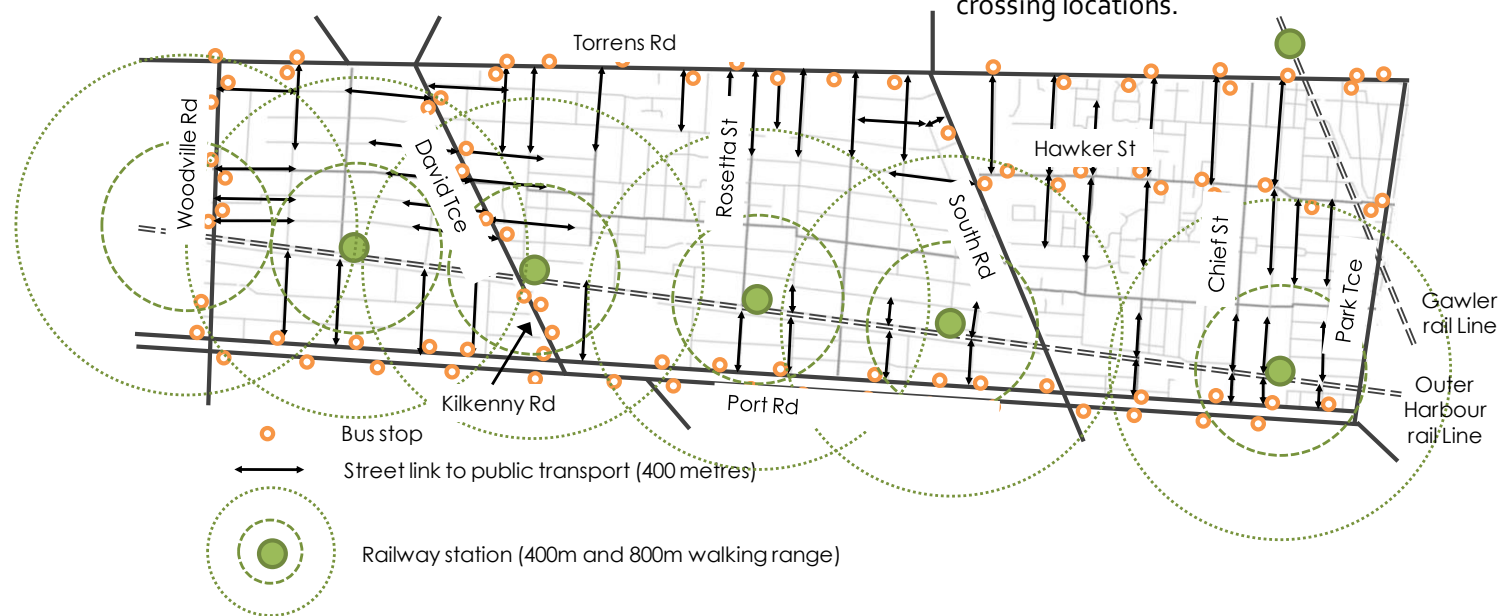 crossing locations.
Torrens Rd
Woodville Rd
David Tce
Rosetta St
Hawker St
South Rd
Chief St
Park Tce
Gawler
rail Line
Outer
Harbour
rail Line
Kilkenny Rd
Port Rd
Bus stop
Street link to public transport (400 metres)
Railway station (400m and 800m walking range)